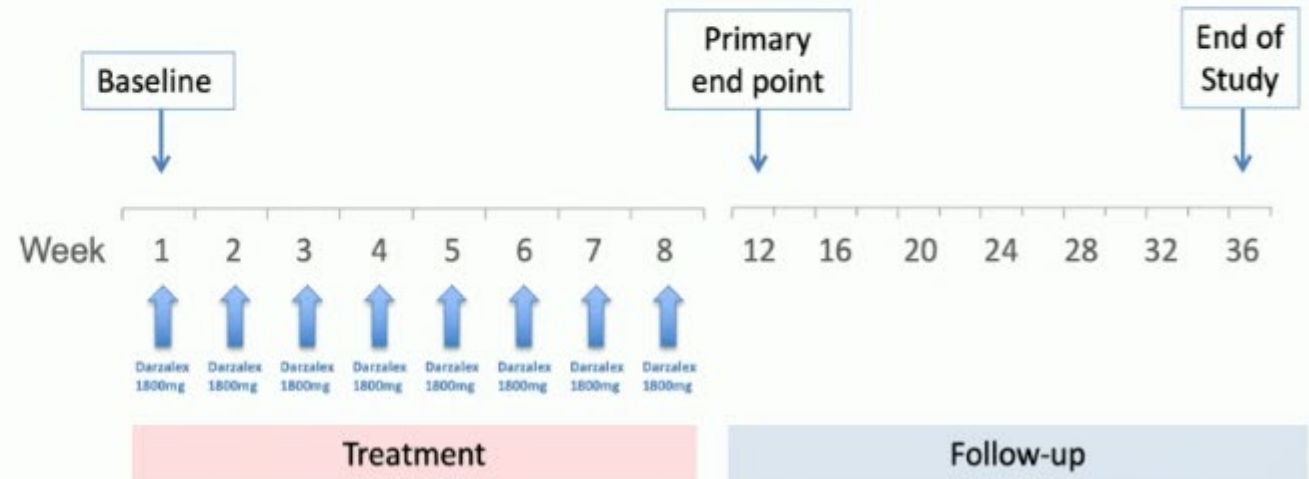 Baseline
Primary
end point
End of
Study
Week 1 2 3 4 5 6 7 8 12 16 20 24 28 32 36
Darzalex Darzalex Darzalex Darzalex Darzalex Darzalex Darzalex Darzalex
1800mg 1800mg 1800mg 1800mg 1800mg 1800mg 1800mg 1800mg
Treatment Follow-up